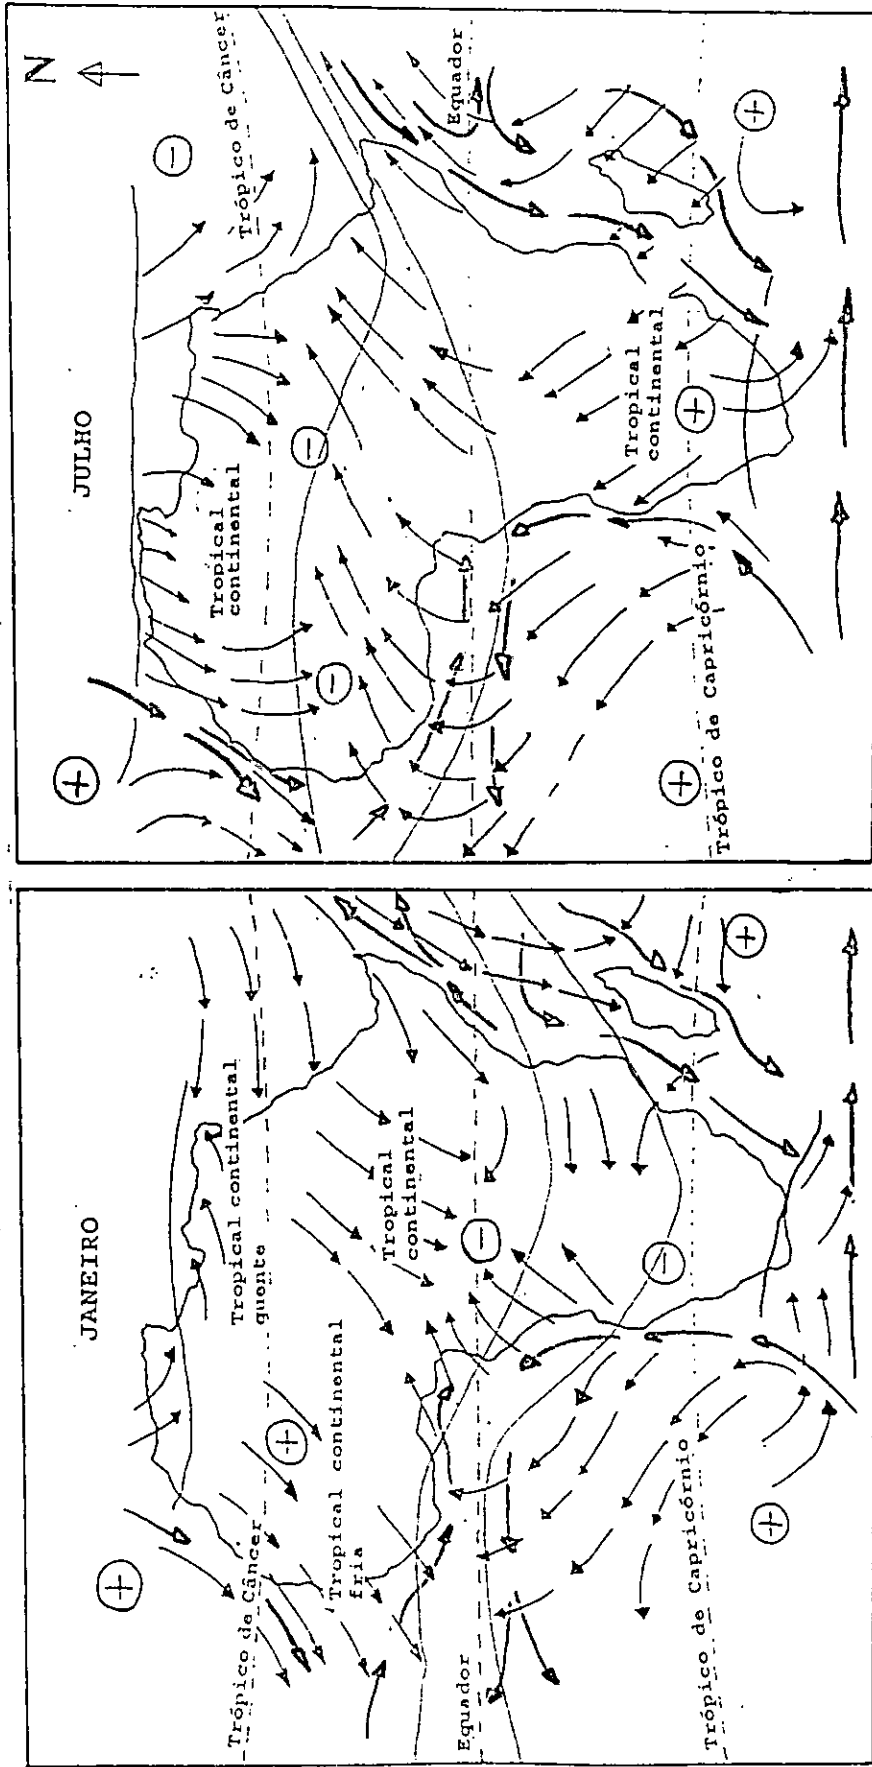 JANEIRO
Tropical continental
quente
Trópico de Câncer
Tropical continental
fria
Tropical
continental
Equador
Trópico de Capricórnio
JULHO
N
Trópico de Câncer
Tropical
continental
Equador
Tropical
continental
Trópico de Capricórnio